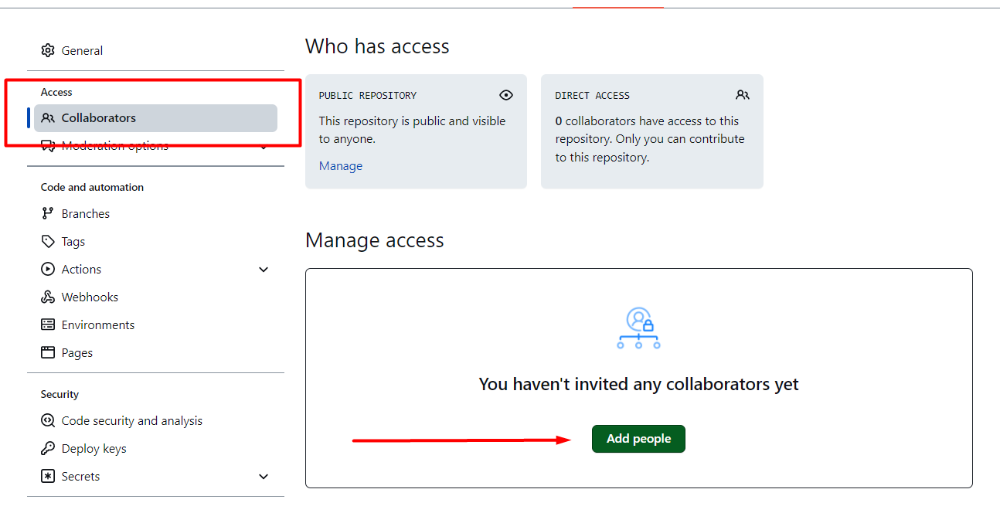 General
Access
Collaborators
Moderation options
Code and automation
Branches
Tags
Actions
Webhooks
Environments
Pages
Security
Code security and analysis
Deploy keys
Secrets
Who has access
PUBLIC REPOSITORY
This repository is public and visible
to anyone.
Manage
DIRECT ACCESS
0 collaborators have access to this
repository. Only you can contribute
to this repository.
Manage access
You haven't invited any collaborators yet
Add people